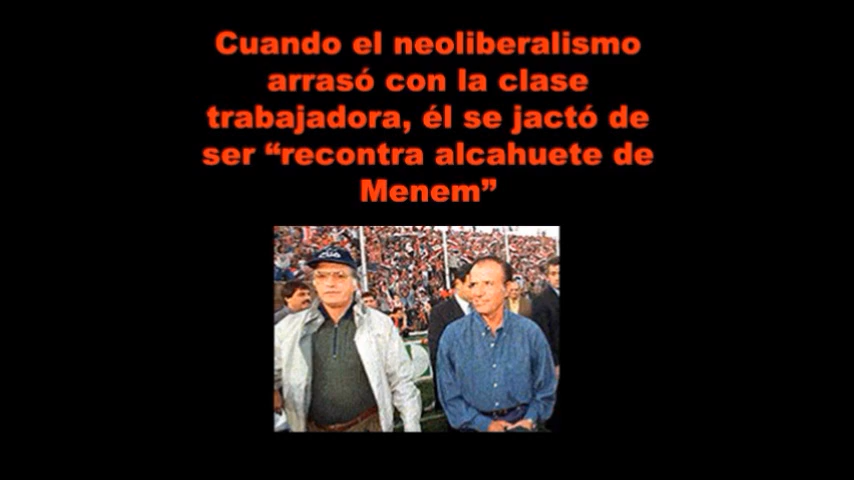 Cuando el neoliberalismo
arrasó con la clase
trabajadora, él se jactó de
ser “recontra alcahuete de
Menem”